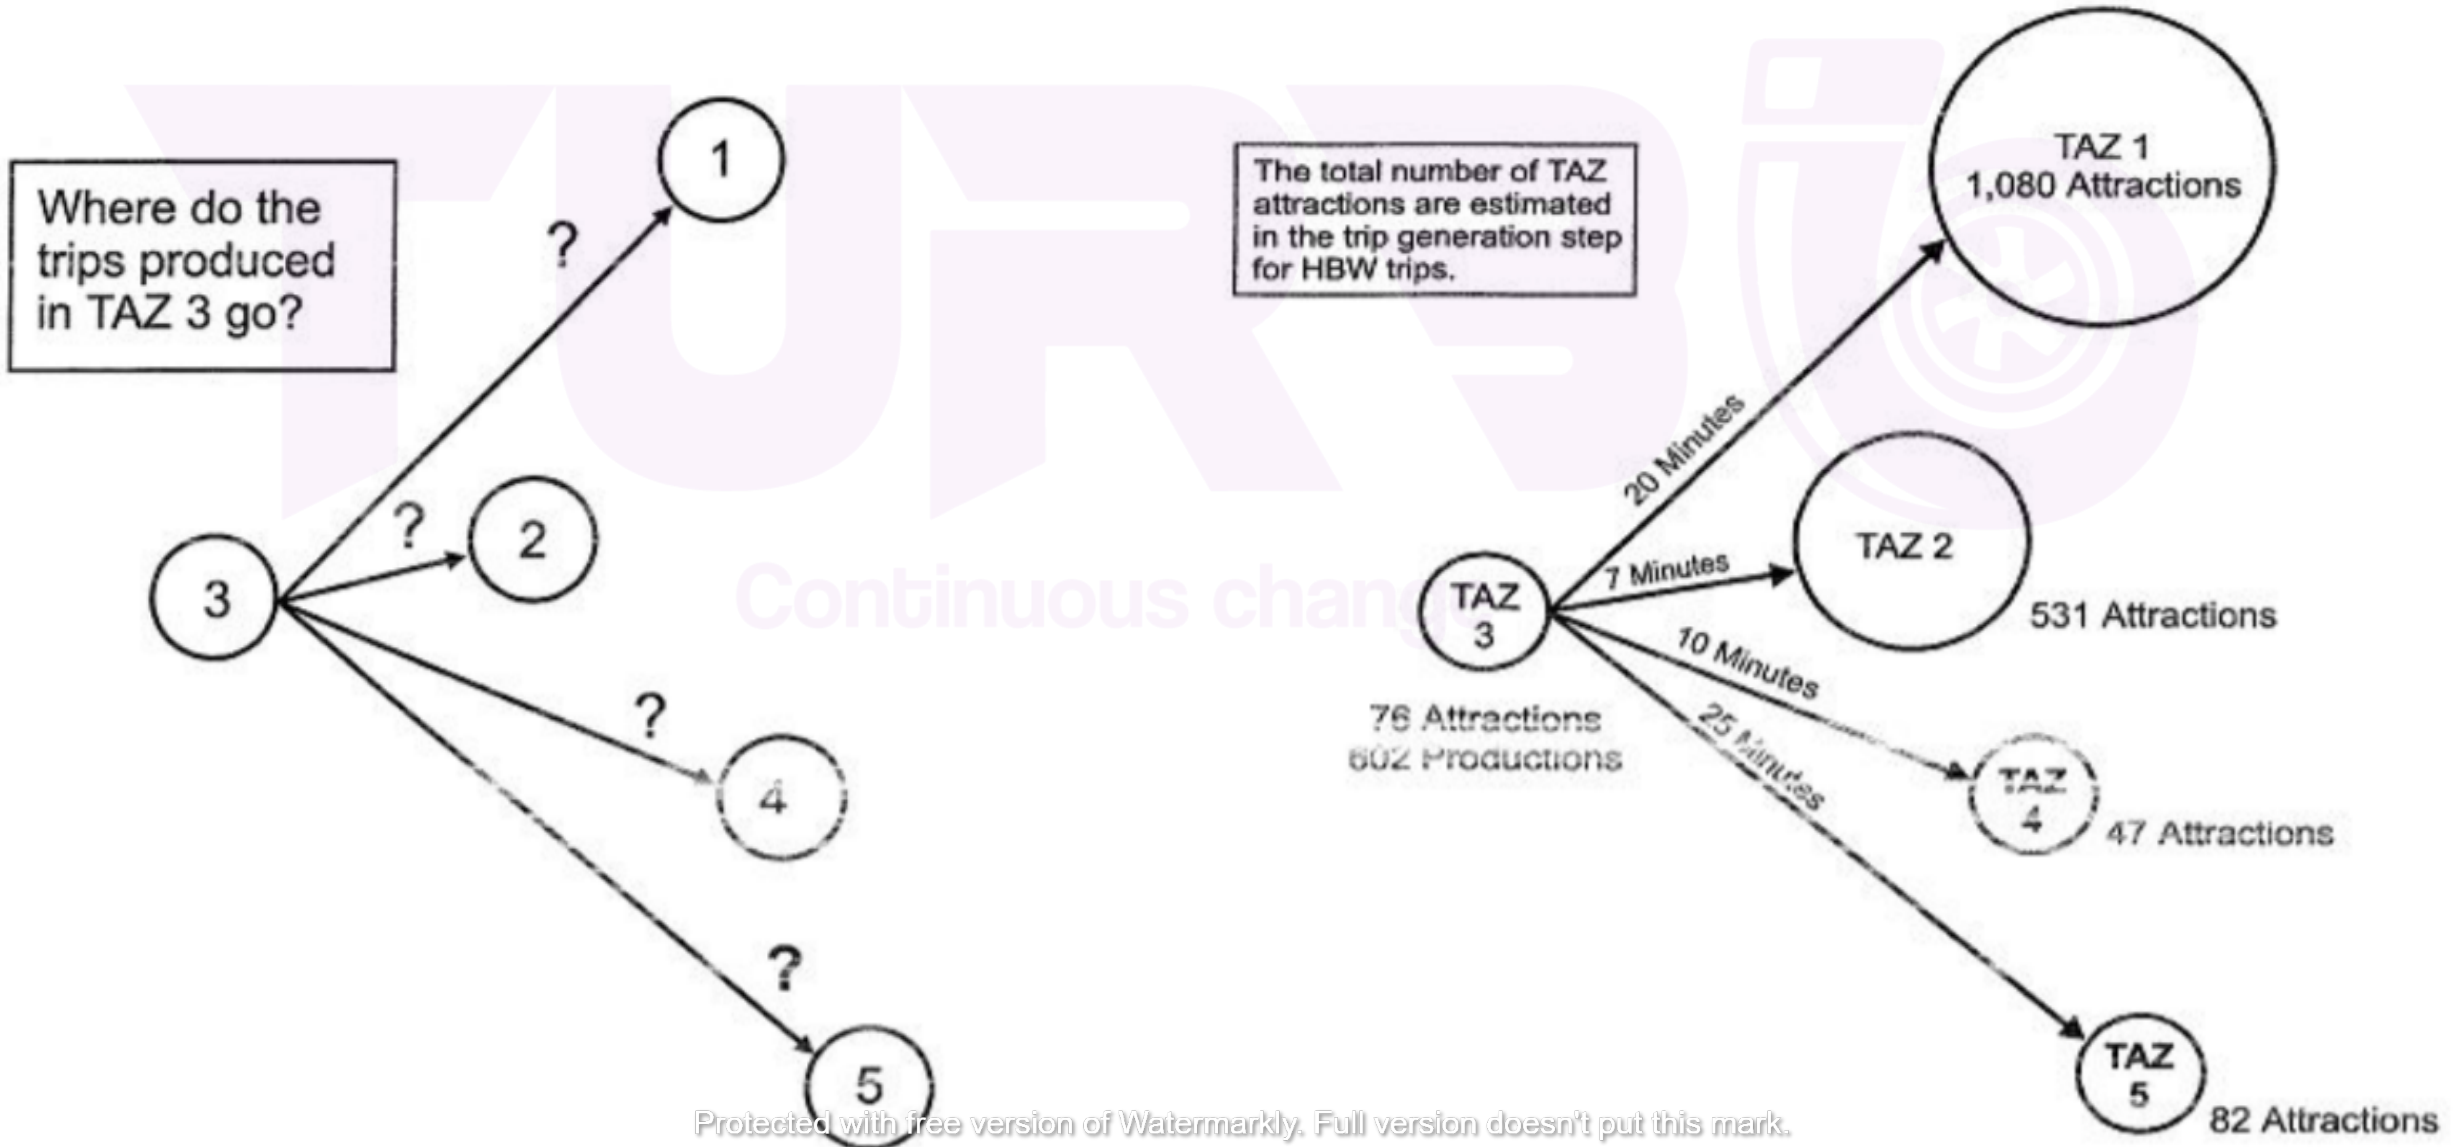 Where do the
trips produced
in TAZ 3 go?
1
?
2
?
3
?
4
?
5
The total number of TAZ
attractions are estimated
in the trip generation step
for HBW trips.
TAZ 1
1,080 Attractions
20 Minutes
TAZ 2
7 Minutes
531 Attractions
TAZ
3
10 Minutes
76 Attractions
602 Productions
25 Minutes
TAZ
4
47 Attractions
TAZ
5
82 Attractions
TURBO
Continuous change
Protected with free version of Watermarkly. Full version doesn't put this mark.